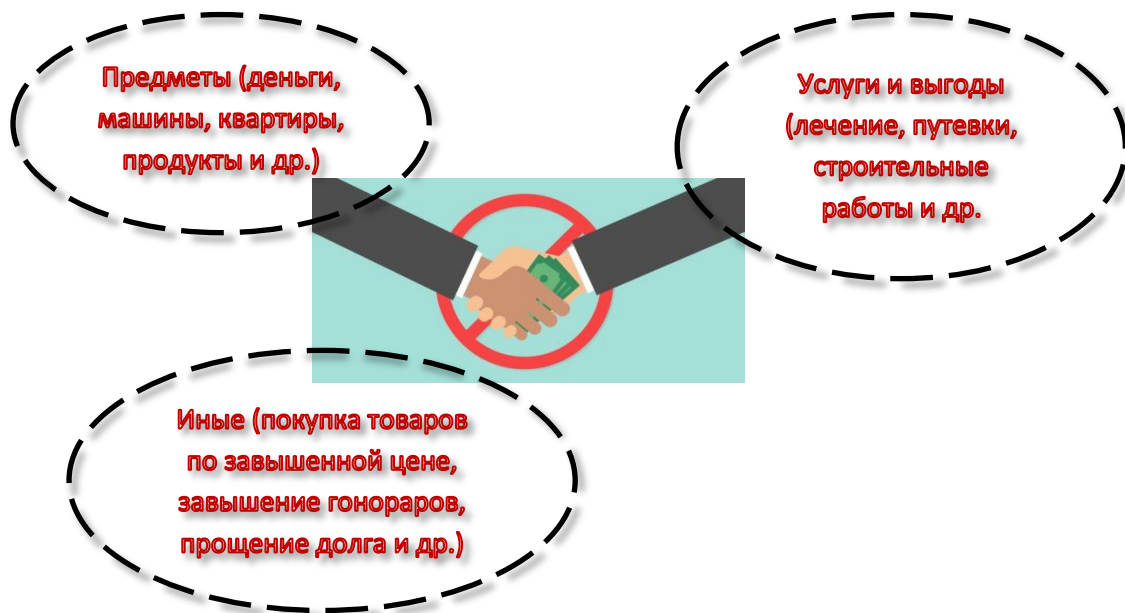 Предметы (деньги,
машины, квартиры,
продукты и др.)
Услуги и выгоды
(лечение, путевки,
строительные
работы и др.
Иные (покупка товаров
по завышенной цене,
завышение гонораров,
прощение долга и др.)